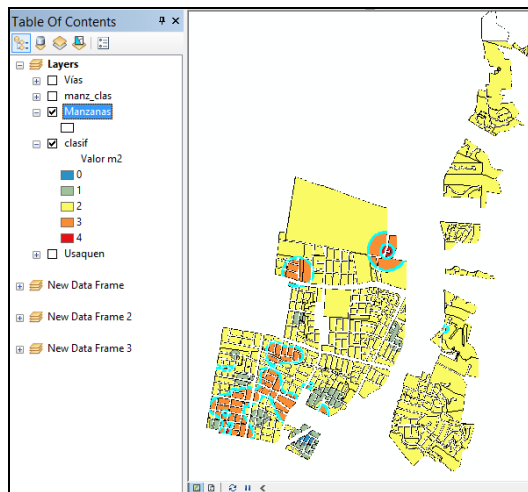 Table Of Contents
Layers
Vías
manz_clas
Manzanas
clasif
Valor m2
0
1
2
3
4
Usaquen
New Data Frame
New Data Frame 2
New Data Frame 3